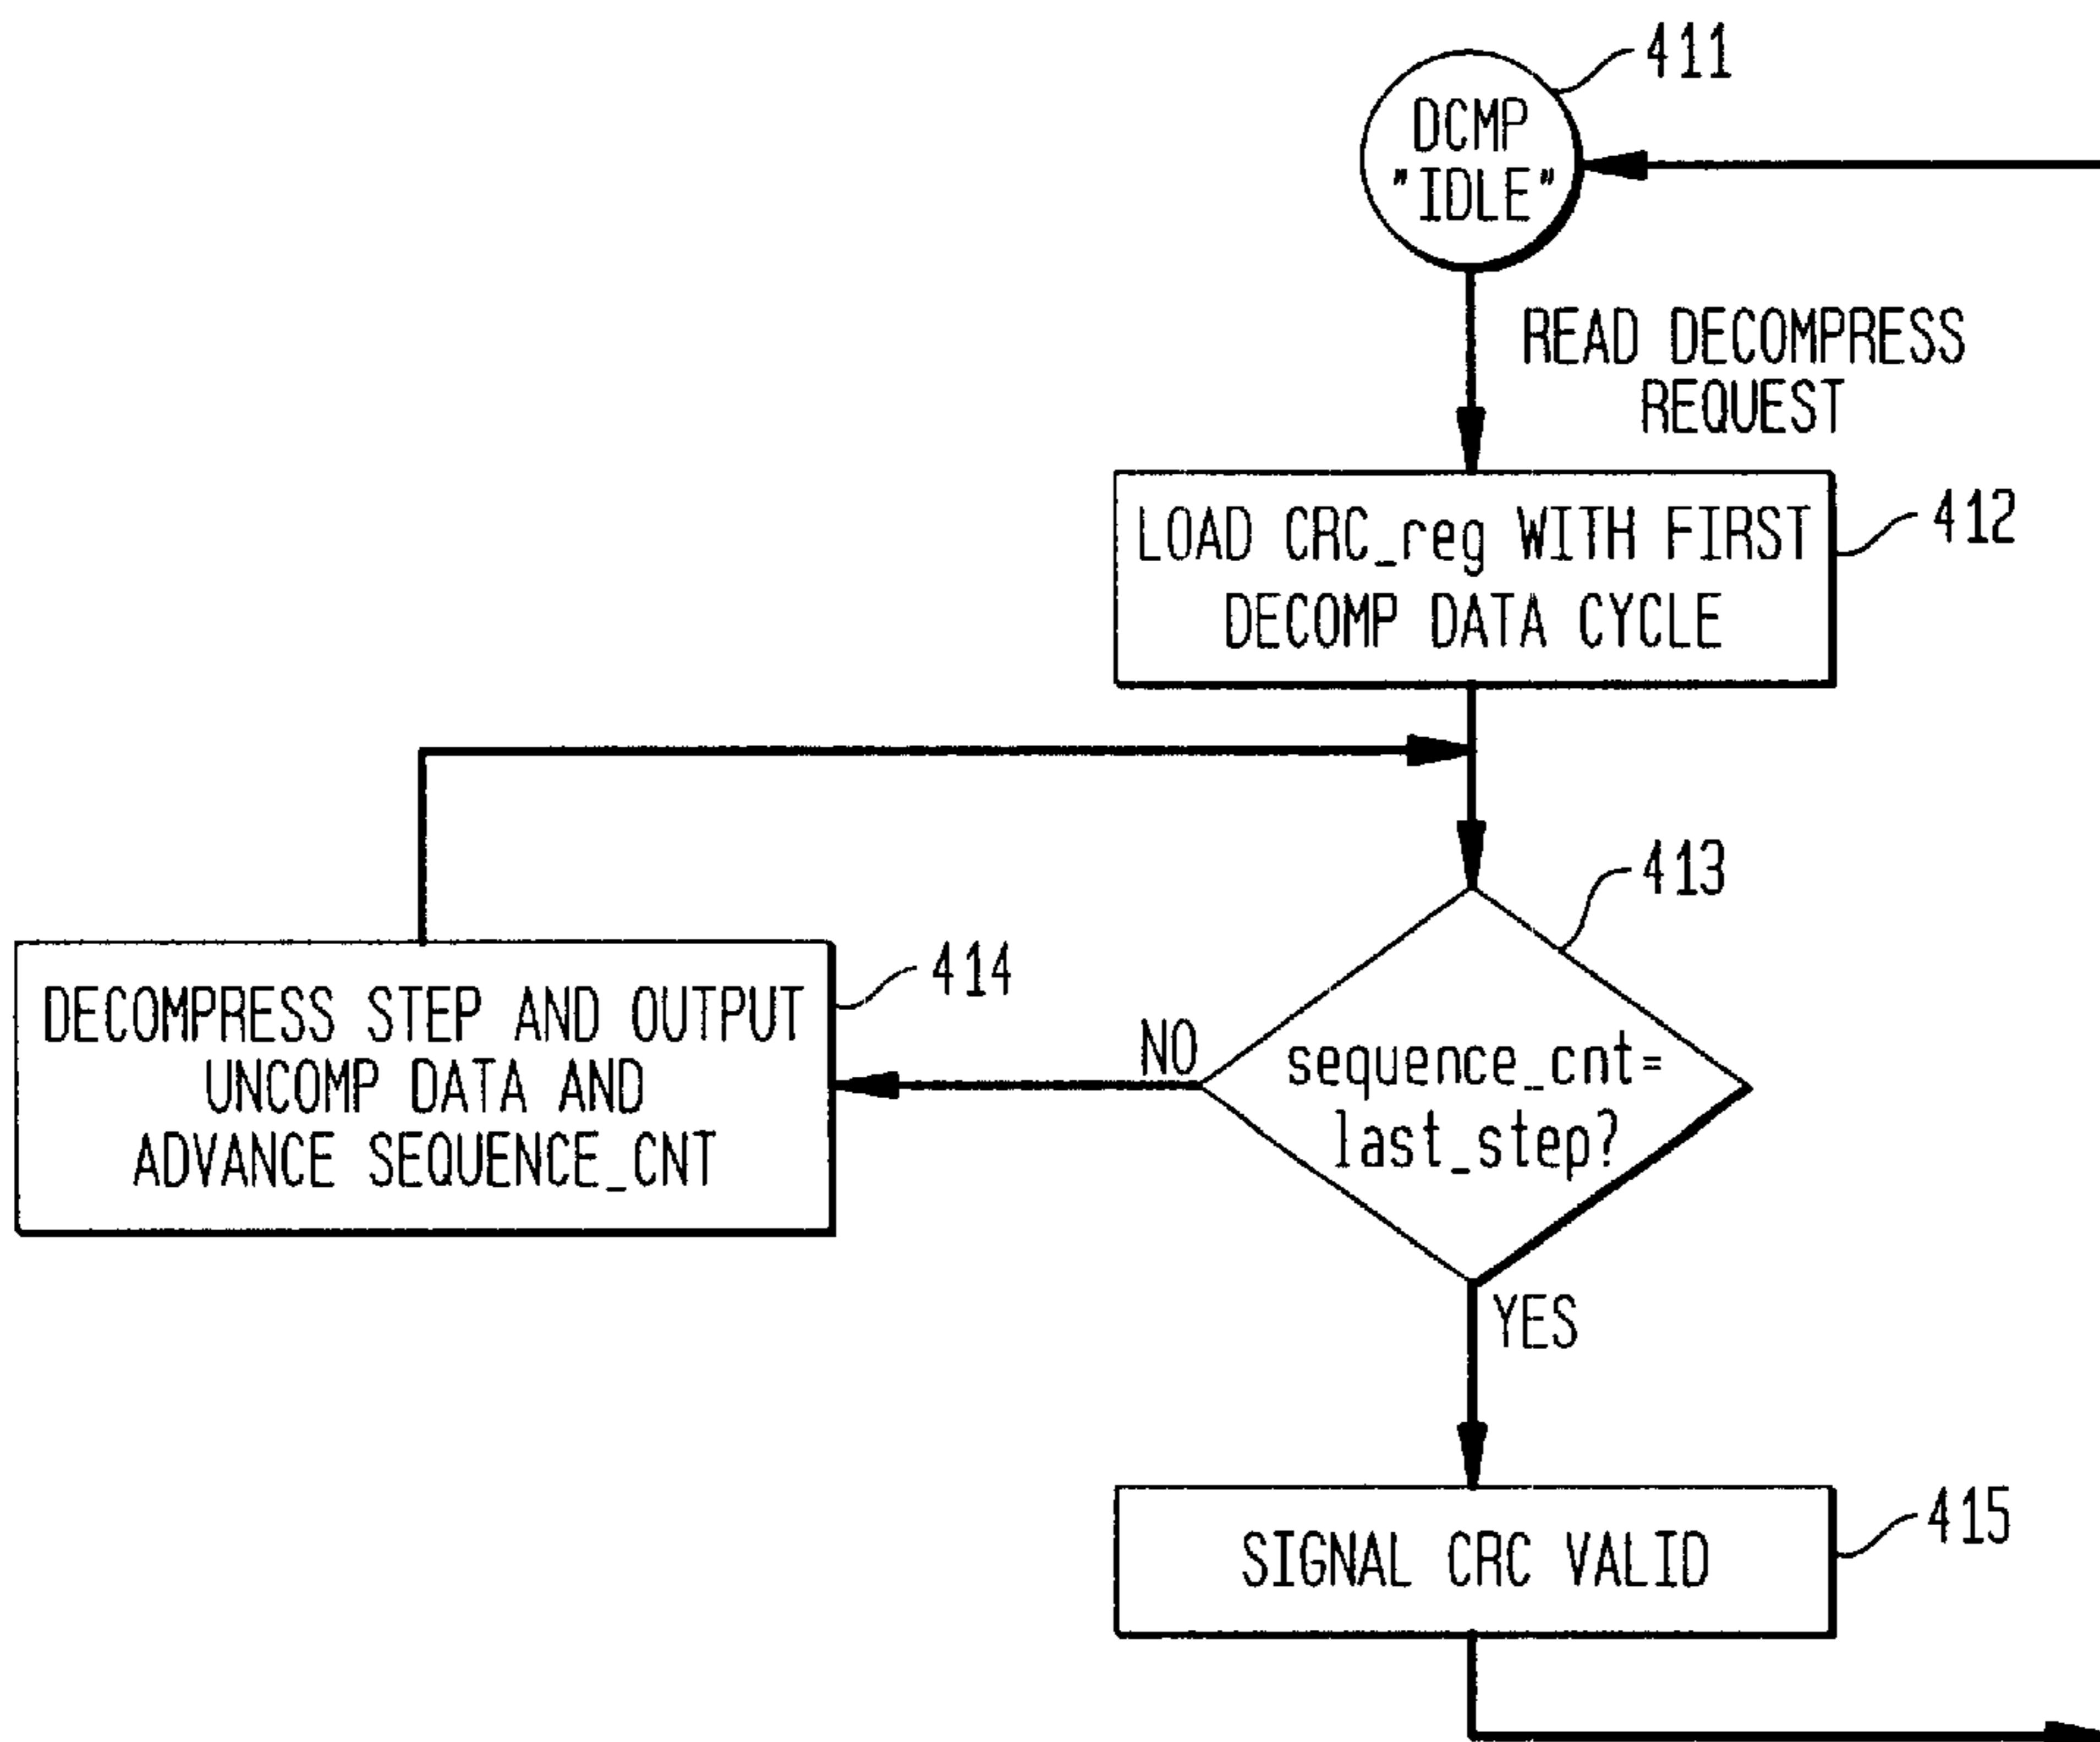 411
DCMP
"IDLE"
READ DECOMPRESS
REQUEST
LOAD CRC_reg WITH FIRST
DECOMP DATA CYCLE
412
413
sequence_cnt=
last_step?
NO
414
DECOMPRESS STEP AND OUTPUT
UNCOMP DATA AND
ADVANCE SEQUENCE_CNT
YES
SIGNAL CRC VALID
415